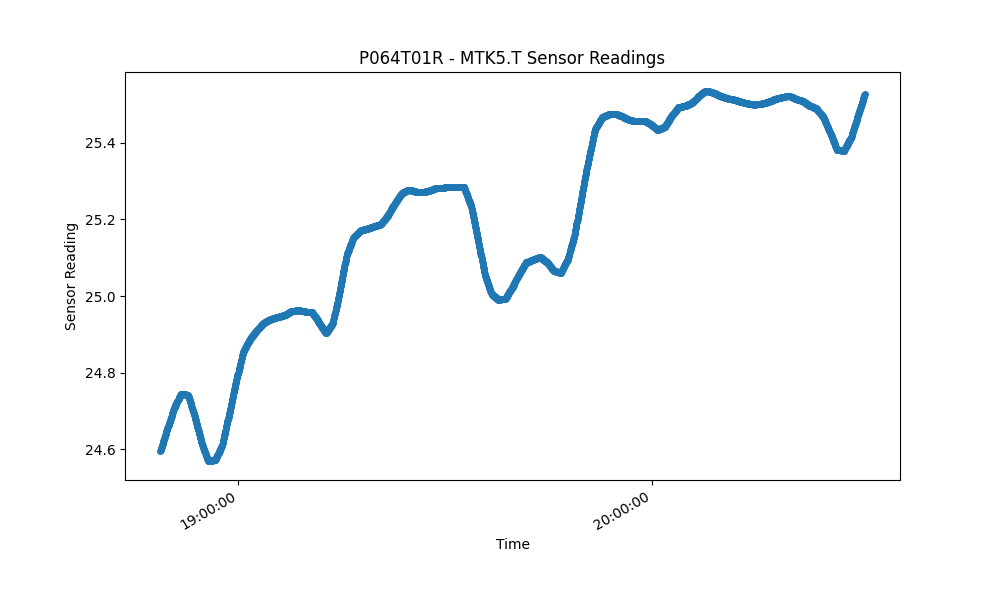 P064T01R - MTK5.T Sensor Readings
25.4
25.2
25.0
24.8
24.6
Sensor Reading
19:00:00
20:00:00
Time